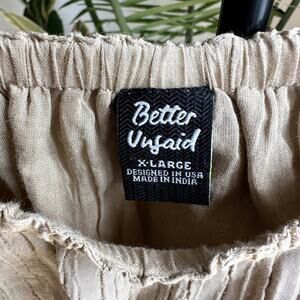 Better
Unsaid
X-LARGE
DESIGNED IN USA
MADE IN INDIA